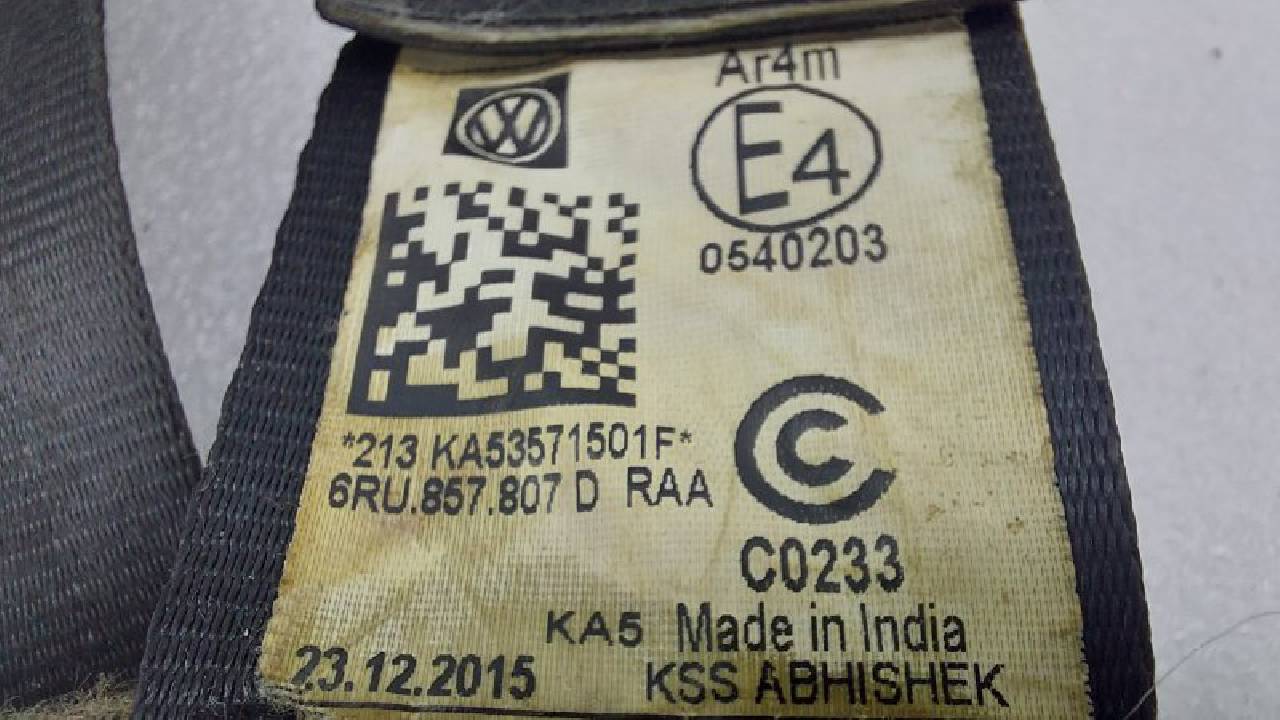 Ar4m
E4
0540203
*213 KA53571501F*
6RU.857.807 D RAA
C0233
KA5 Made in India
23.12.2015 KSS ABHISHEK